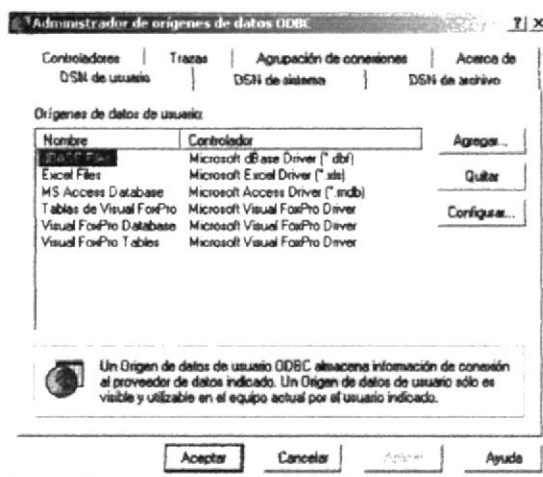 Administrador de orígenes de datos ODBC
Controladores Trazas Agrupación de conexiones Acerca de
DSN de usuario DSN de sistema DSN de archivo
Orígenes de datos de usuario:
Nombre Controlador
dBASE Files Microsoft dBase Driver (*.dbf)
Excel Files Microsoft Excel Driver (*.xls)
MS Access Database Microsoft Access Driver (*.mdb)
Tablas de Visual FoxPro Microsoft Visual FoxPro Driver
Visual FoxPro Database Microsoft Visual FoxPro Driver
Visual FoxPro Tables Microsoft Visual FoxPro Driver
Agregar...
Quitar
Configurar...
Un Origen de datos de usuario ODBC almacena información de conexión
al proveedor de datos indicado. Un Origen de datos de usuario sólo es
visible y utilizable en el equipo actual por el usuario indicado.
Aceptar Cancelar Aplicar Ayuda